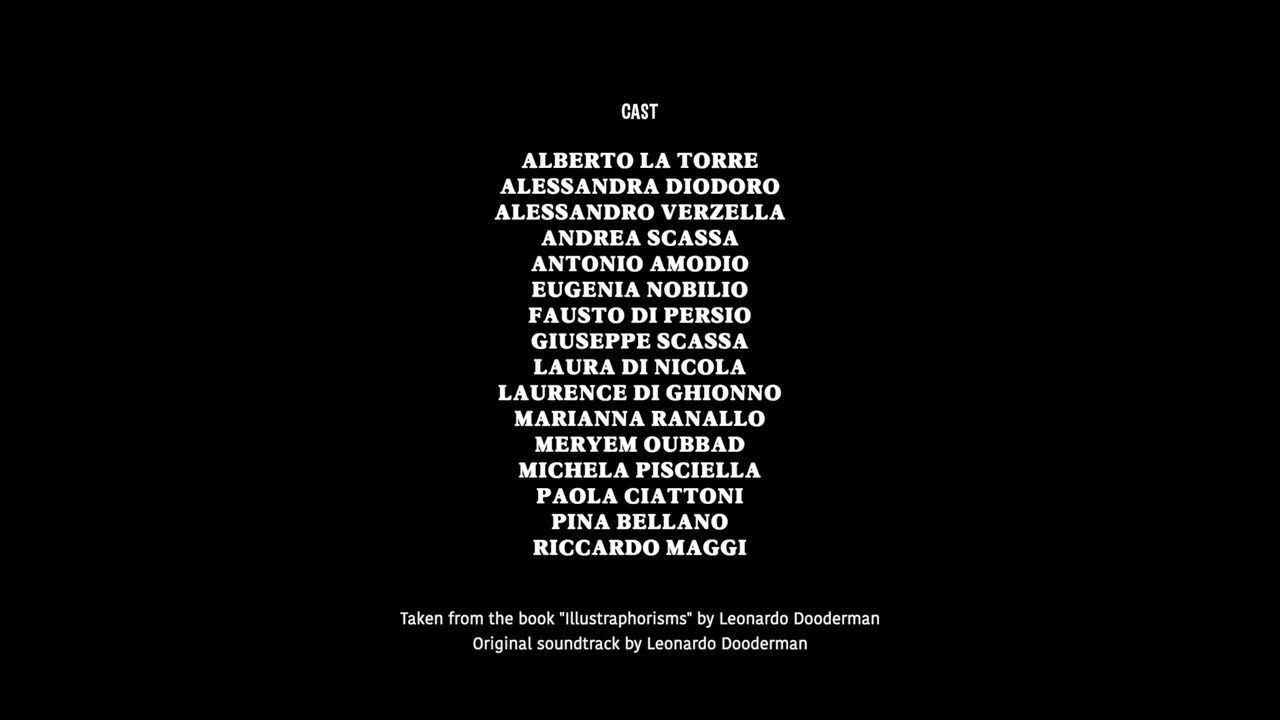 CAST
ALBERTO LA TORRE
ALESSANDRA DIODORO
ALESSANDRO VERZELLA
ANDREA SCASSA
ANTONIO AMODIO
EUGENIA NOBILIO
FAUSTO DI PERSIO
GIUSEPPE SCASSA
LAURA DI NICOLA
LAURENCE DI GHIONNO
MARIANNA RANALLO
MERYEM OUBBAD
MICHELA PISCIELLA
PAOLA CIATTONI
PINA BELLANO
RICCARDO MAGGI
Taken from the book "Illustraphorisms" by Leonardo Dooderman
Original soundtrack by Leonardo Dooderman